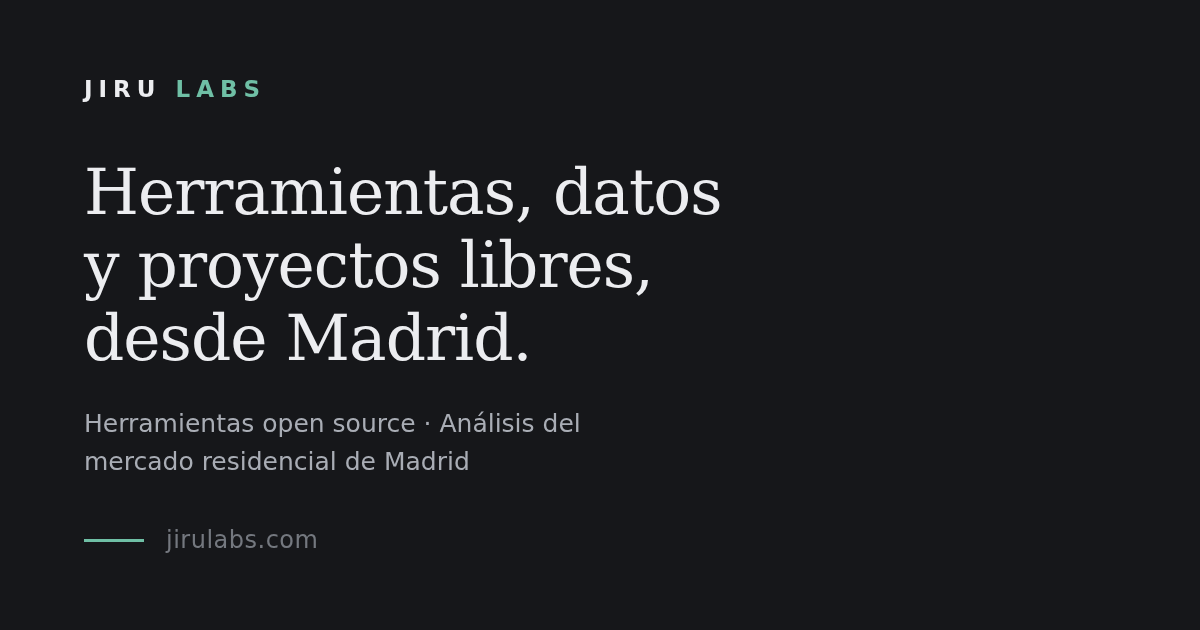 JIRU LABS
Herramientas, datos
y proyectos libres,
desde Madrid.
Herramientas open source · Análisis del
mercado residencial de Madrid
jirulabs.com